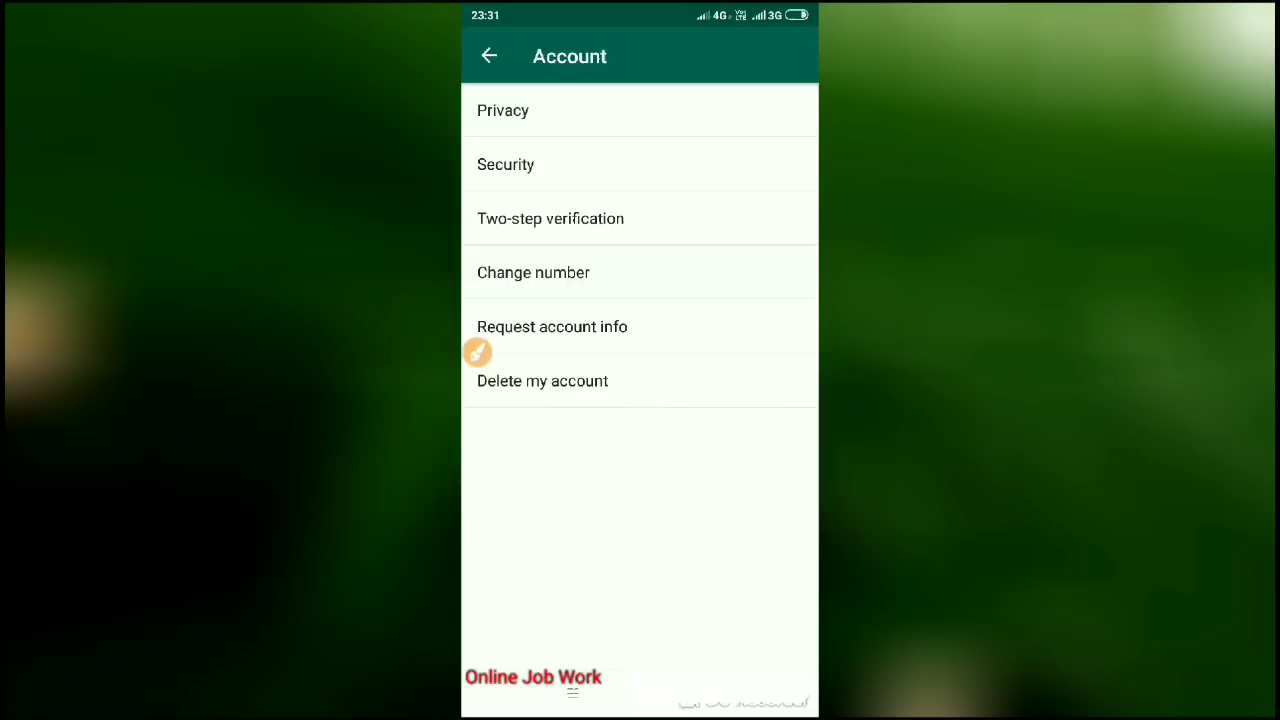 23:31 4G VoLTE 3G
Account
Privacy
Security
Two-step verification
Change number
Request account info
Delete my account
Online Job Work